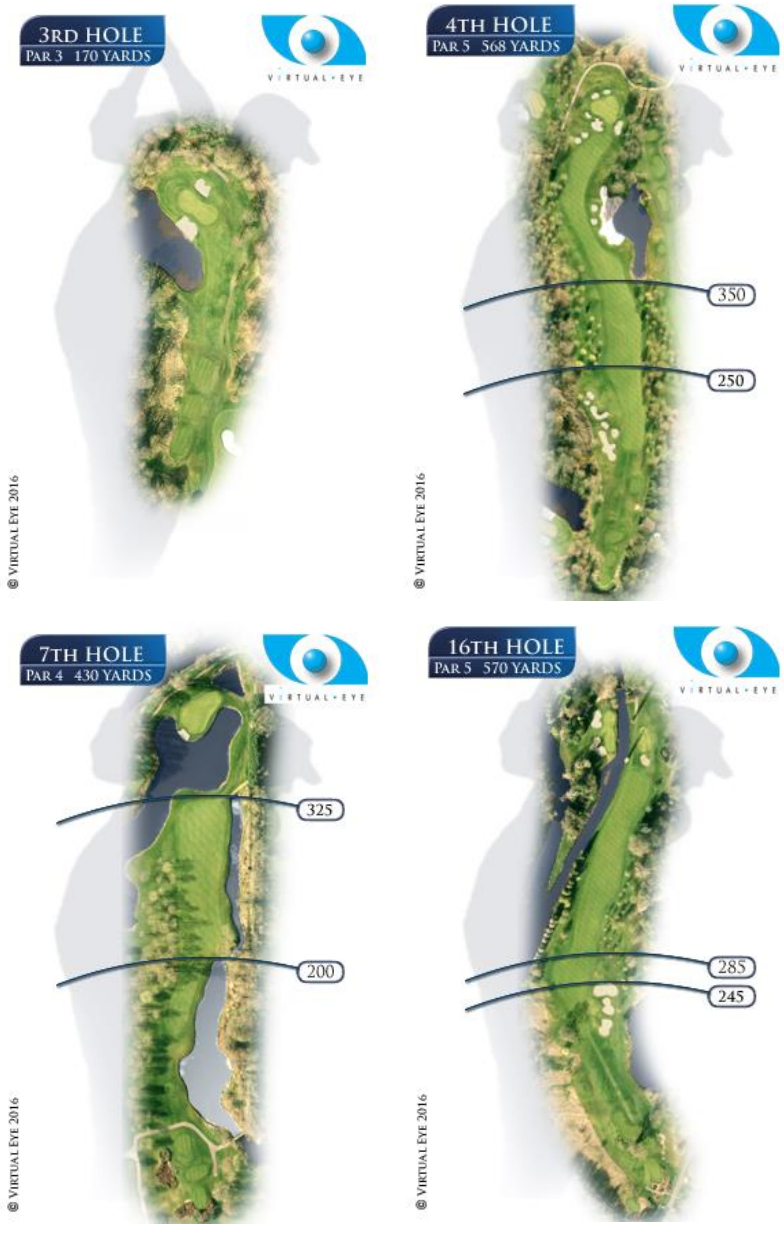 3RD HOLE
PAR 3 170 YARDS
VIRTUAL•EYE
© VIRTUAL EYE 2016
4TH HOLE
PAR 5 568 YARDS
VIRTUAL•EYE
350
250
© VIRTUAL EYE 2016
7TH HOLE
PAR 4 430 YARDS
VIRTUAL•EYE
325
200
© VIRTUAL EYE 2016
16TH HOLE
PAR 5 570 YARDS
VIRTUAL•EYE
285
245
© VIRTUAL EYE 2016